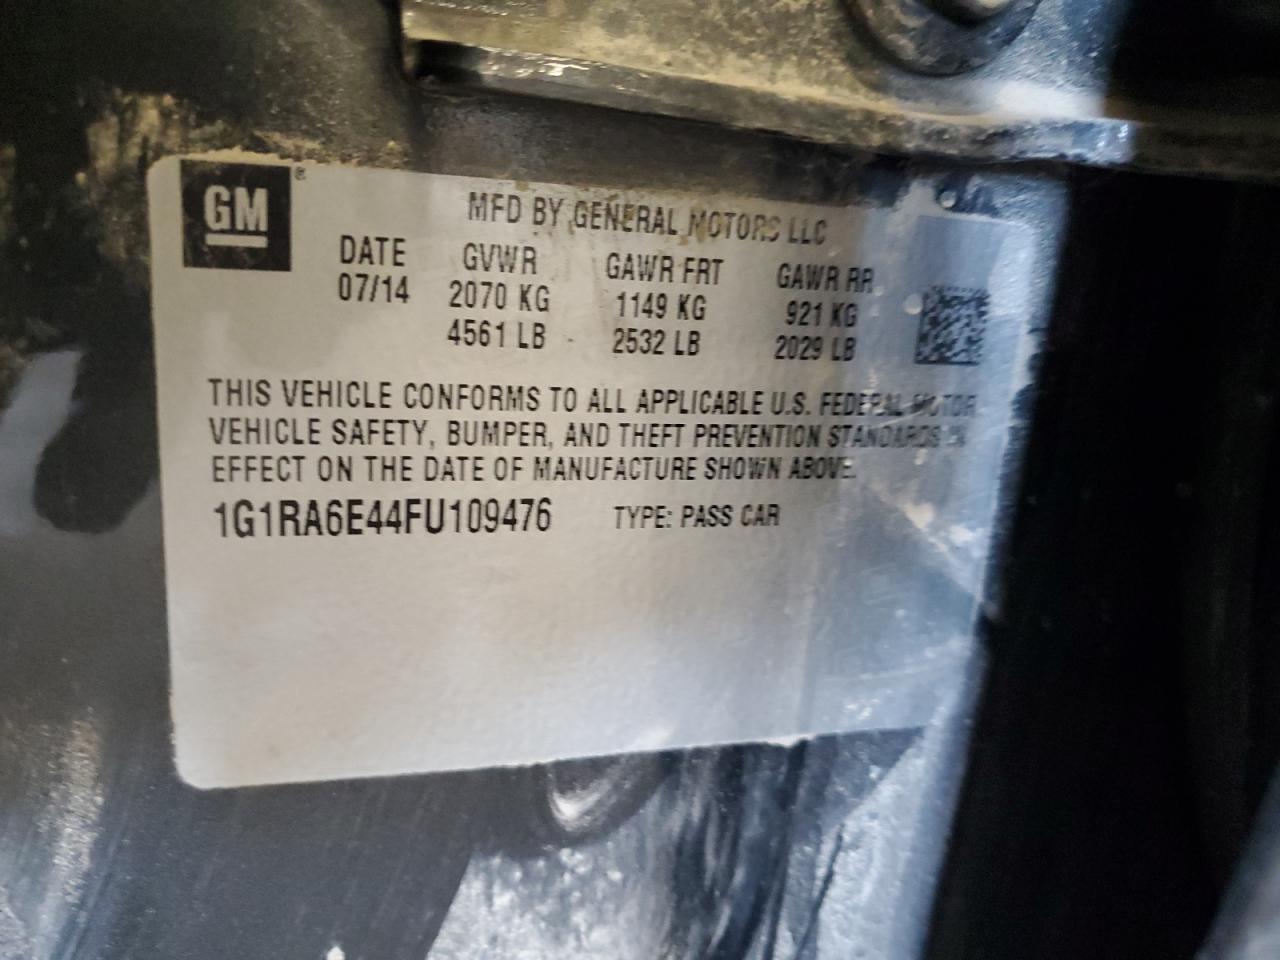 GM®
MFD BY GENERAL MOTORS LLC
DATE GVWR GAWR FRT GAWR RR
07/14 2070 KG 1149 KG 921 KG
4561 LB 2532 LB 2029 LB
THIS VEHICLE CONFORMS TO ALL APPLICABLE U.S. FEDERAL MOTOR
VEHICLE SAFETY, BUMPER, AND THEFT PREVENTION STANDARDS IN
EFFECT ON THE DATE OF MANUFACTURE SHOWN ABOVE.
1G1RA6E44FU109476 TYPE: PASS CAR